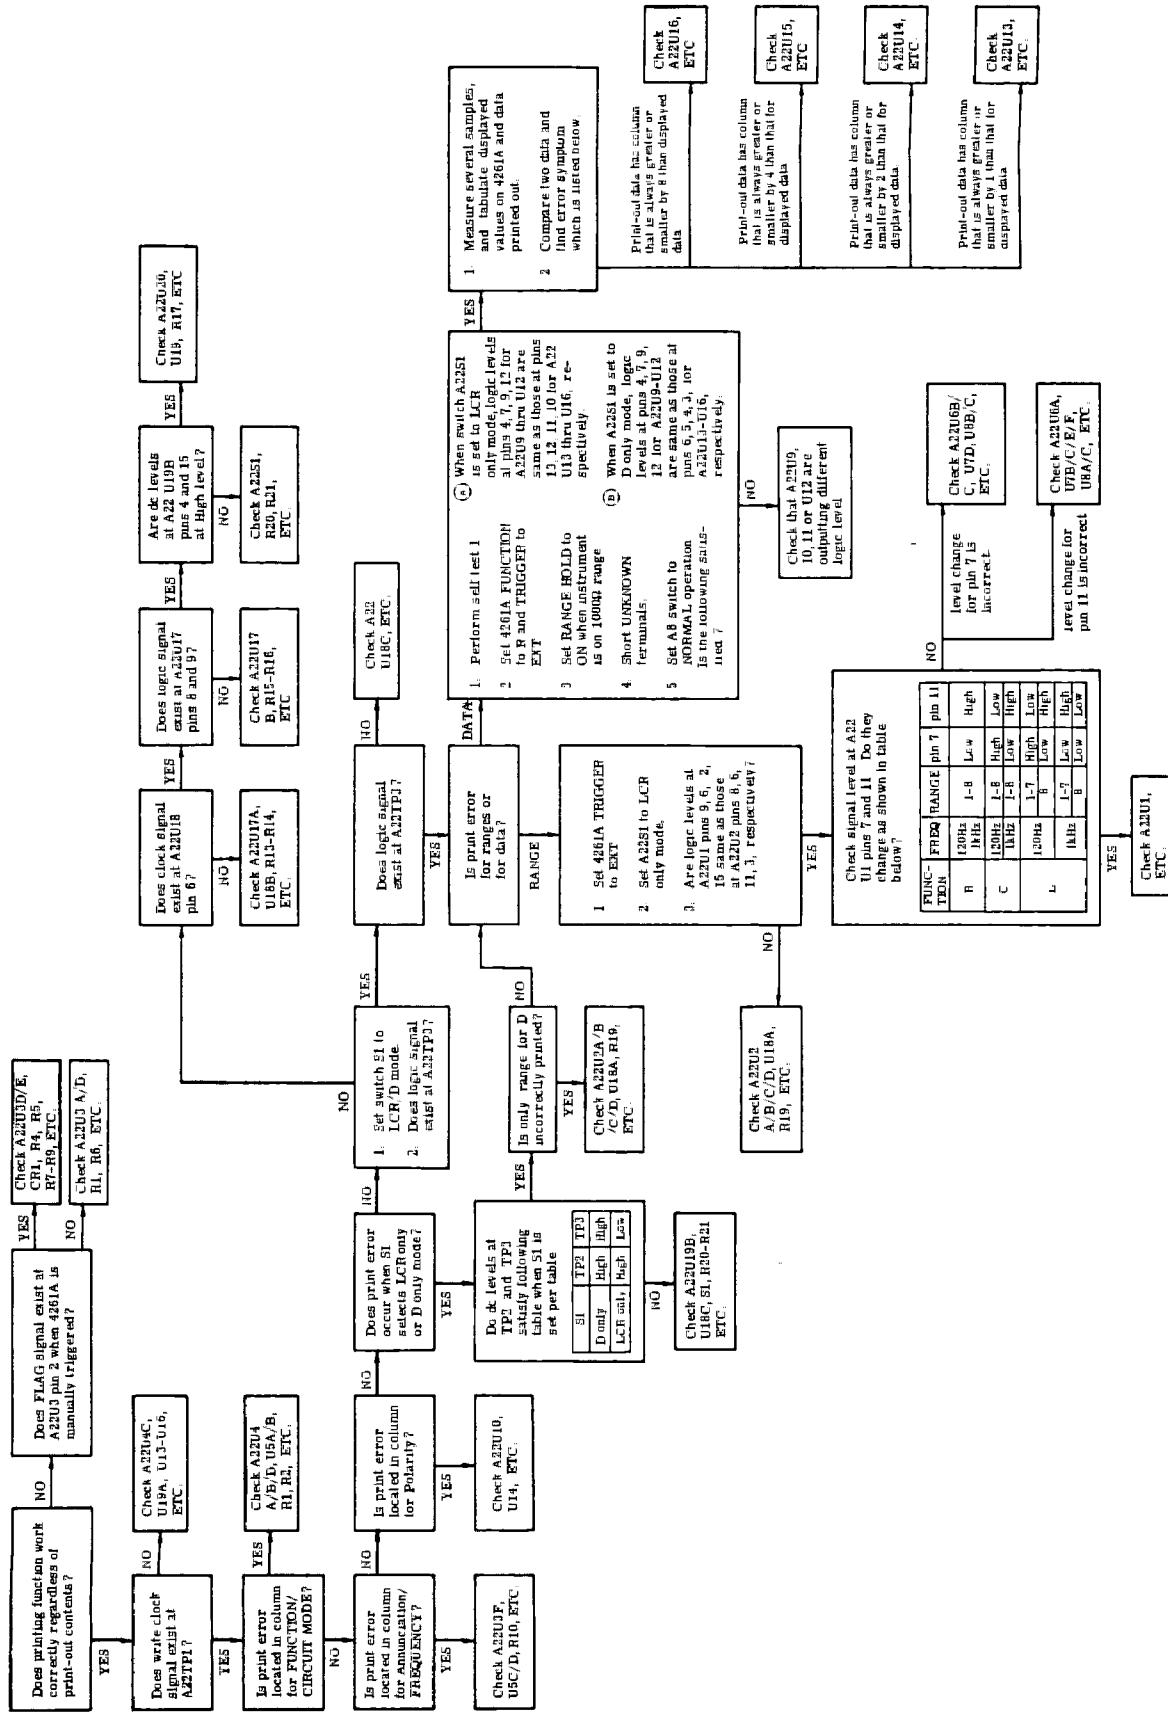 Does printing function work
correctly regardless of
print-out contents?
NO
YES
Does FLAG signal exist at
A22U3 pin 2 when 4261A is
manually triggered?
YES
NO
Check A22U3D/E,
CR1, R4, R5,
R7-R9, ETC.
Check A22U3 A/D,
R1, R6, ETC.
Does write clock
signal exist at
A22TP1?
NO
YES
Check A22U4C,
U19A, U13-U16,
ETC.
Is print error
located in column
for FUNCTION/
CIRCUIT MODE?
YES
NO
Check A22U4
A/B/D, U5A/B,
R1, R2, ETC.
Is print error
located in column
for Annunciation/
FREQUENCY?
NO
YES
Check A22U3F,
U5C/D, R10, ETC.
Is print error
located in column
for Polarity?
NO
YES
Check A22U10,
U14, ETC.
Does print error
occur when S1
selects LCR only
or D only mode?
NO
YES
Do dc levels at
TP2 and TP3
satisfy following
table when S1 is
set per table
S1 TP2 TP3
D only High High
LCR only High Low
YES
NO
Check A22U19B,
U18C, S1, R20-R21
ETC.
1. Set switch S1 to
LCR/D mode.
2. Does logic signal
exist at A22TP3?
NO
YES
Does clock signal
exist at A22U18
pin 6?
YES
NO
Check A22U17A,
U18B, R13-R14,
ETC.
Does logic signal
exist at A22U17
pins 8 and 9?
YES
NO
Check A22U17
B, R15-R16,
ETC
Are dc levels
at A22 U19B
pins 4 and 15
at High level?
YES
NO
Check A22S1,
R20, R21,
ETC.
Check A22U20,
U19, R17, ETC
Does logic signal
exist at A22TP3?
NO
YES
Check A22
U18C, ETC.
Is only range for D
incorrectly printed?
NO
YES
Check A22U2A/B
/C/D, U18A, R19,
ETC.
Is print error
for ranges or
for data?
DATA
RANGE
1. Perform self test 1
2 Set 4261A FUNCTION
to R and TRIGGER to
EXT
3 Set RANGE HOLD to
ON when instrument
is on 1000Ω range
4. Short UNKNOWN
terminals.
5 Set A8 switch to
NORMAL operation
Is the following satis-
fied ?
(A) When switch A22S1
is set to LCR
only mode, logic levels
at pins 4, 7, 9, 12 for
A22U9 thru U12 are
same as those at pins
13, 12, 11, 10 for A22
U13 thru U16, re-
spectively.
(B) When A22S1 is set to
D only mode, logic
levels at pins 4, 7, 9,
12 for A22U9-U12
are same as those at
pins 6, 5, 4, 3, for
A22U13-U16,
respectively.
YES
NO
Check that A22U9,
10, 11 or U12 are
outputting different
logic level
1. Measure several samples,
and tabulate displayed
values on 4261A and data
printed out.
2 Compare two data and
find error symptom
which is listed below.
Print-out data has column
that is always greater or
smaller by 8 than displayed
data
Check
A22U16,
ETC
Print-out data has column
that is always greater or
smaller by 4 than that for
displayed data
Check
A22U15,
ETC
Print-out data has column
that is always greater or
smaller by 2 than that for
displayed data.
Check
A22U14,
ETC.
Print-out data has column
that is always greater or
smaller by 1 than that for
displayed data
Check
A22U13,
ETC.
1 Set 4261A TRIGGER
to EXT
2 Set A22S1 to LCR
only mode.
3. Are logic levels at
A22U1 pins 9, 6, 2,
15 same as those
at A22U2 pins 8, 6,
11, 3, respectively?
NO
YES
Check A22U2
A/B/C/D, U18A,
R19, ETC.
Check signal level at A22
U1 pins 7 and 11 Do they
change as shown in table
below?
FUNC-
TION FREQ RANGE pin 7 pin 11
R 120Hz 1kHz 1-8 Low High
C 120Hz 1-8 High Low
1kHz 1-8 Low High
L 120Hz 1-7 High Low
8 Low High
1kHz 1-7 Low High
8 Low Low
NO
YES
level change
for pin 7 is
incorrect.
Check A22U6B/
C, U7D, U8B/C,
ETC.
level change for
pin 11 is incorrect
Check A22U6A,
U7B/C/E/F,
U8A/C, ETC.
Check A22U1,
ETC.